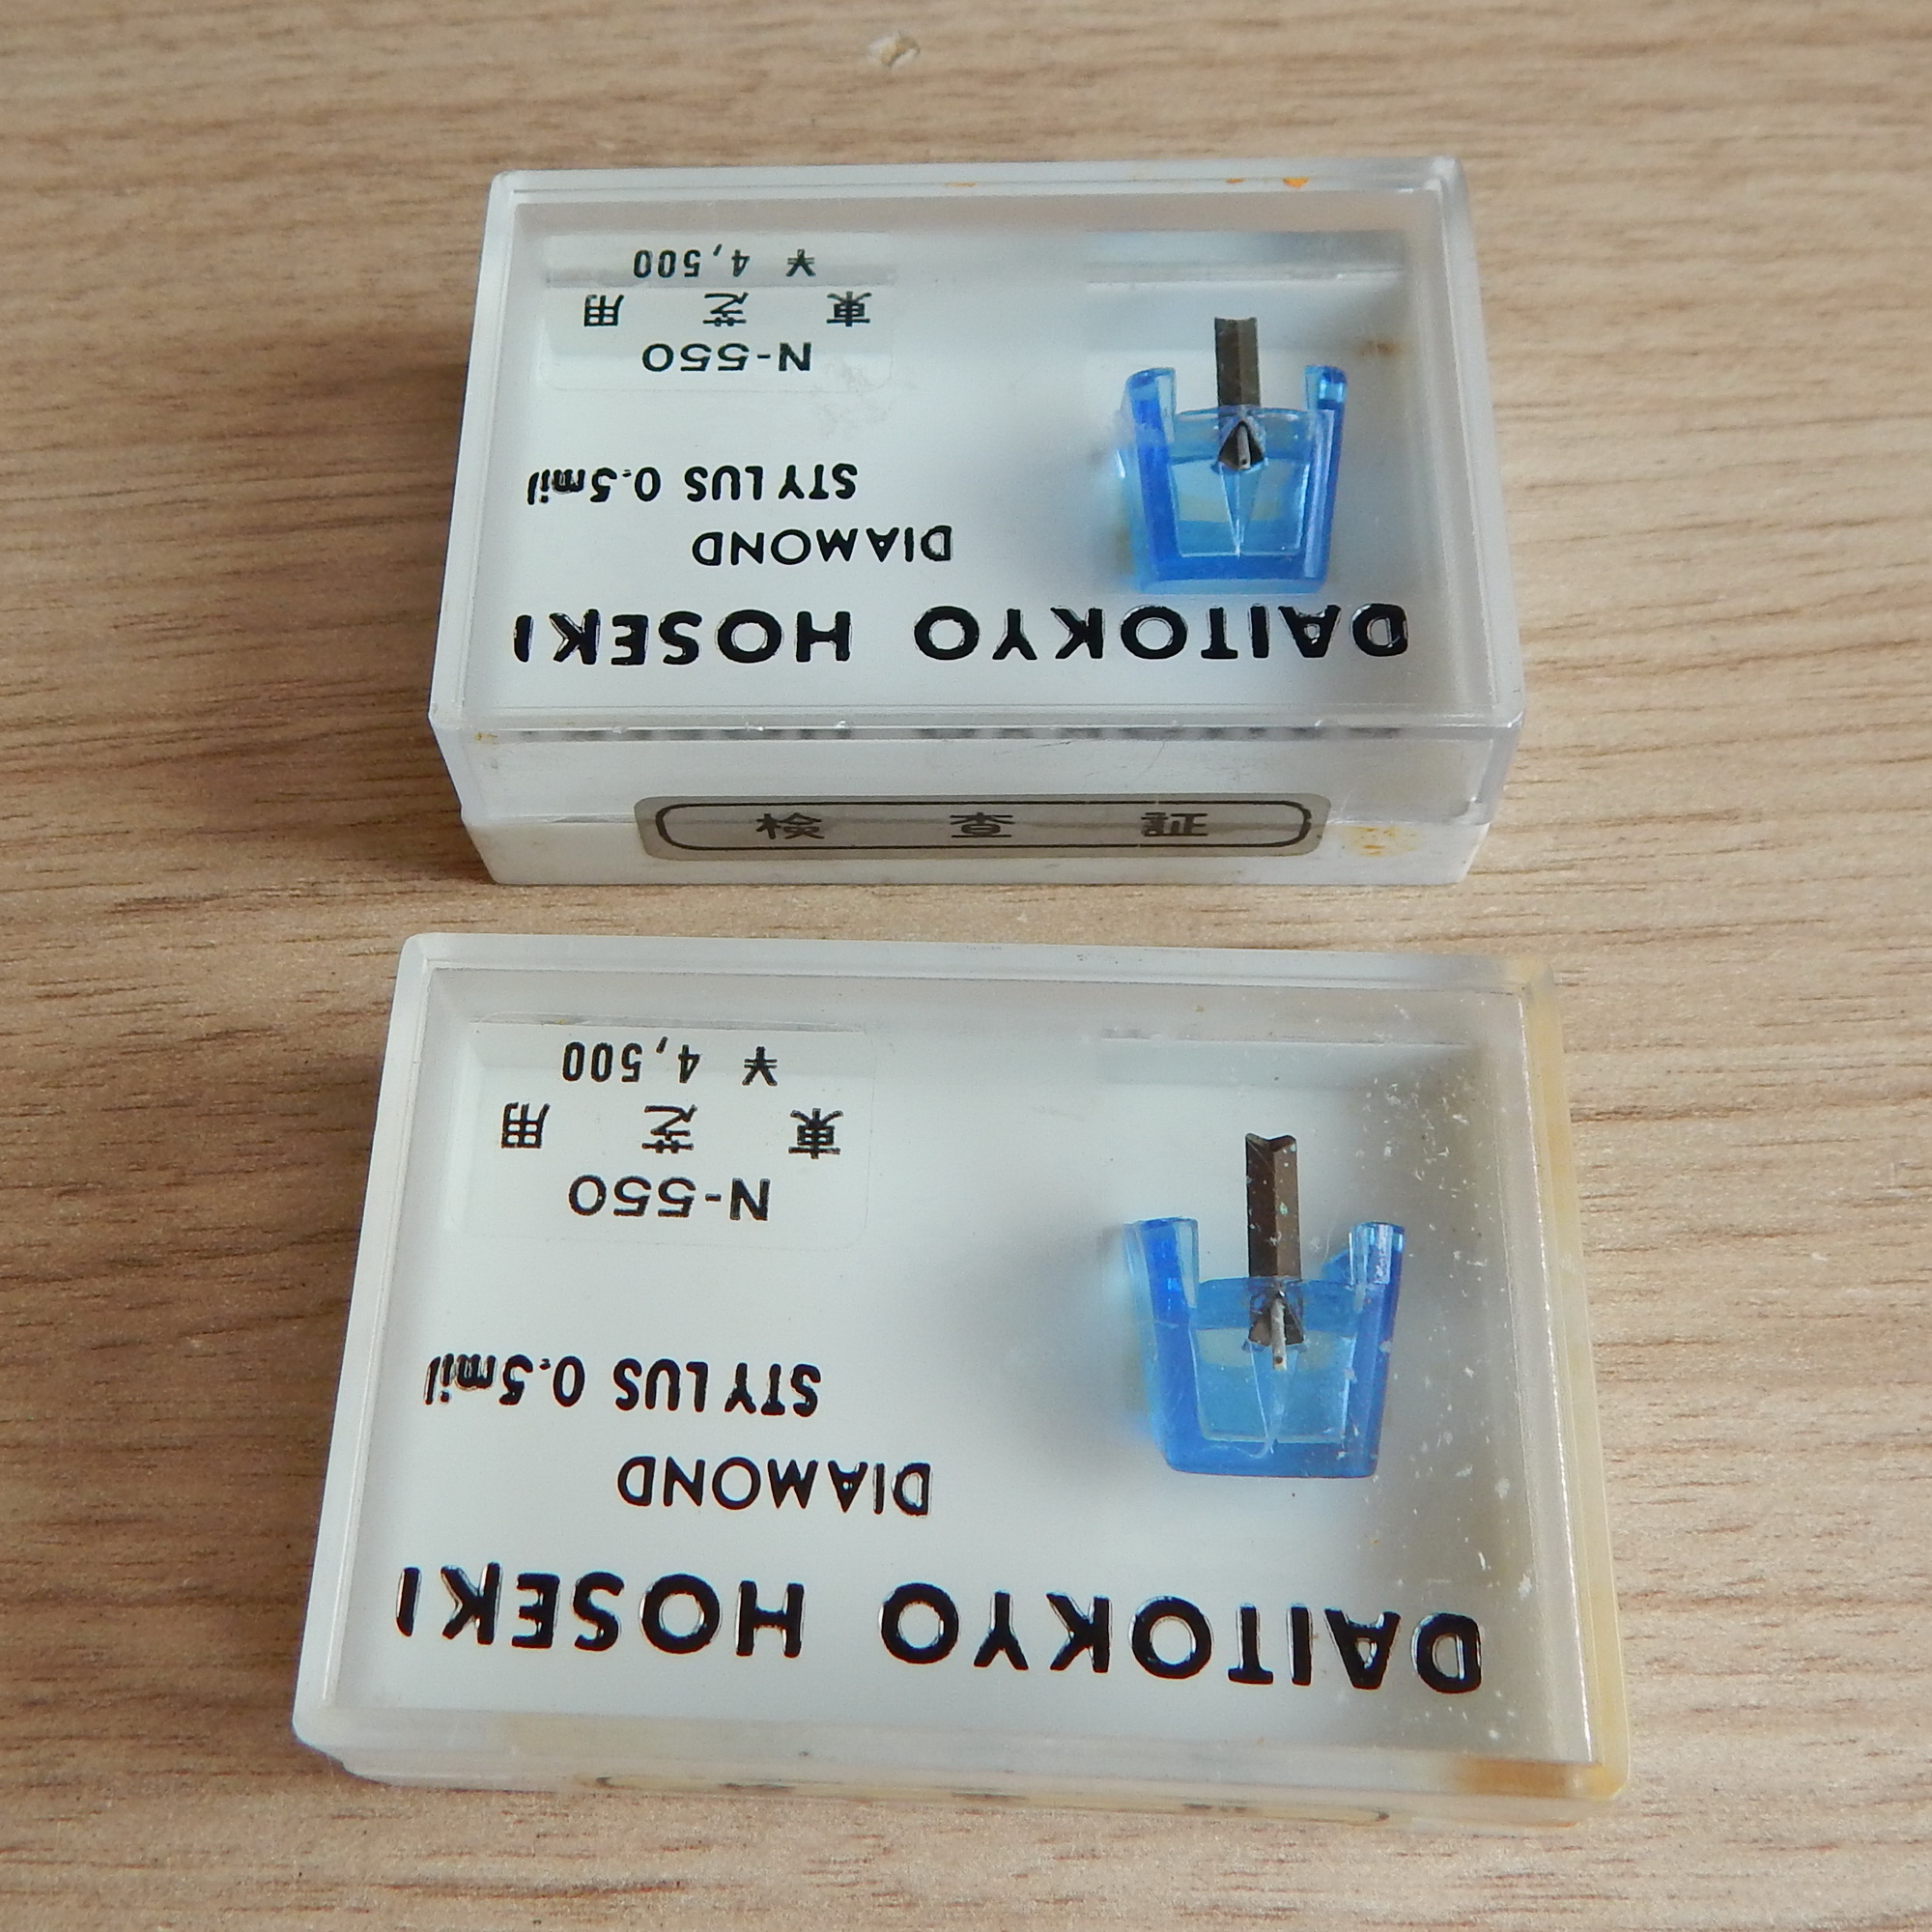 DAITOKYO HOSEKI
DIAMOND
STYLUS 0.5mil
N-550
東芝用
¥ 4,500
検査証
DAITOKYO HOSEKI
DIAMOND
STYLUS 0.5mil
N-550
東芝用
¥ 4,500